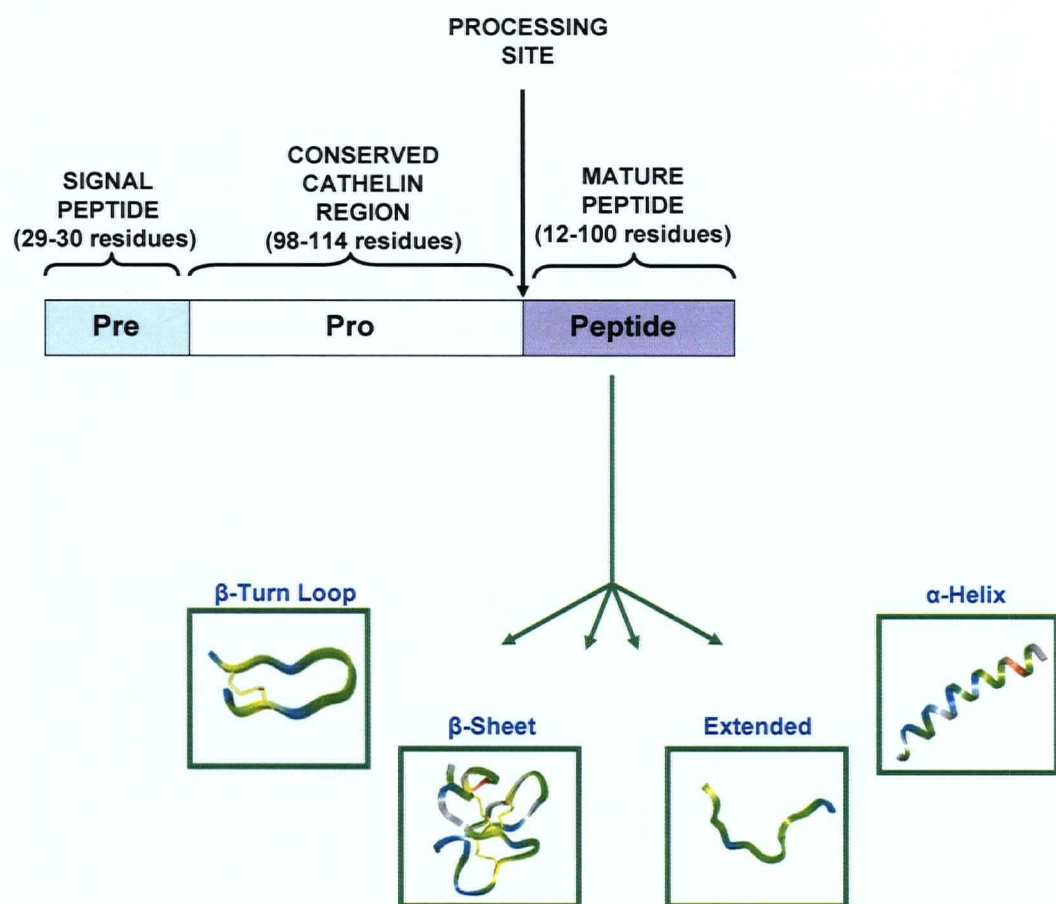 PROCESSING
SITE
SIGNAL
PEPTIDE
(29-30 residues)
CONSERVED
CATHELIN
REGION
(98-114 residues)
MATURE
PEPTIDE
(12-100 residues)
Pre
Pro
Peptide
β-Turn Loop
α-Helix
β-Sheet
Extended